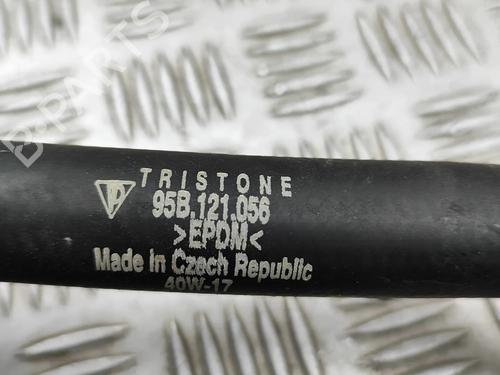 B-PARTS
TRISTONE
95B.121.056
>EPDM<
Made In Czech Republic
40W-17